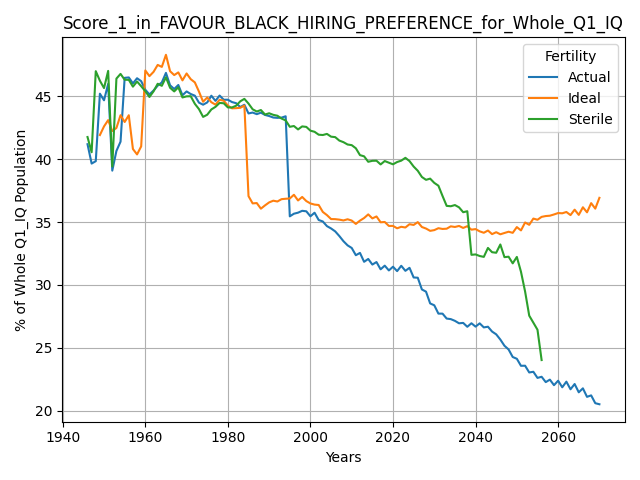 Score_1_in_FAVOUR_BLACK_HIRING_PREFERENCE_for_Whole_Q1_IQ
Fertility
Actual
Ideal
Sterile
% of Whole Q1_IQ Population
45
40
35
30
25
20
1940 1960 1980 2000 2020 2040 2060
Years